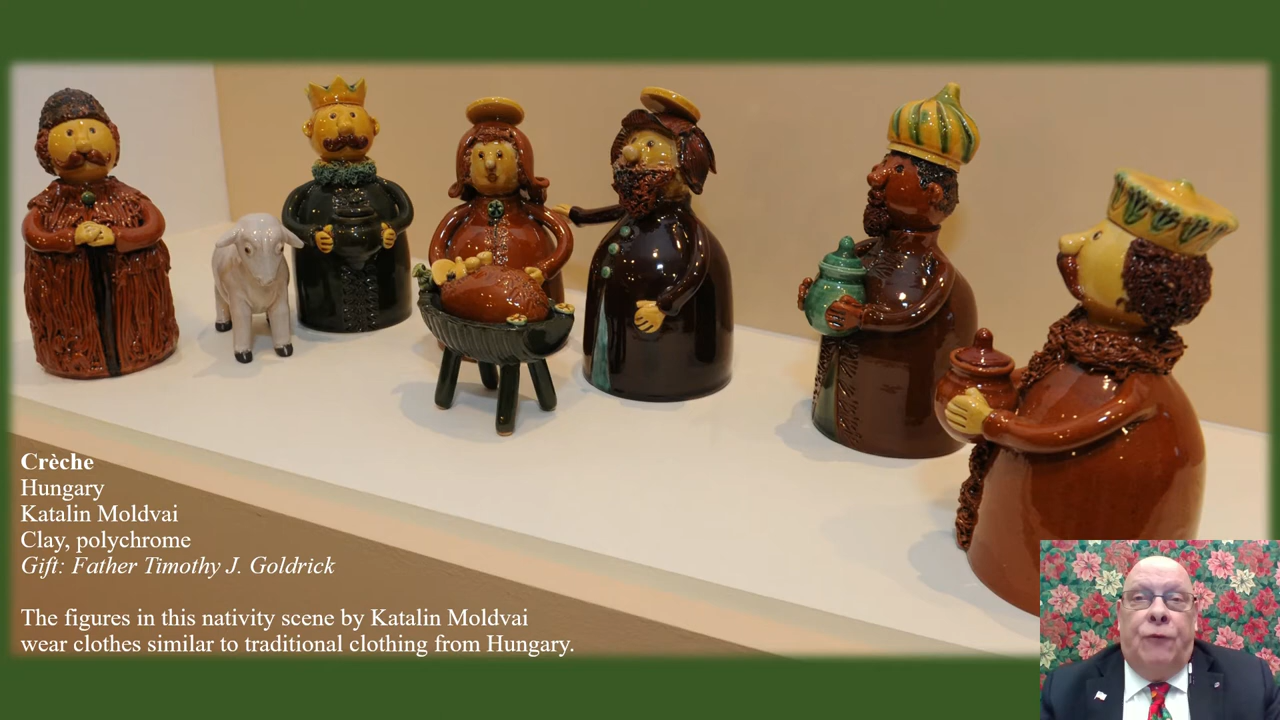 Crèche
Hungary
Katalin Moldvai
Clay, polychrome
Gift: Father Timothy J. Goldrick
The figures in this nativity scene by Katalin Moldvai
wear clothes similar to traditional clothing from Hungary.